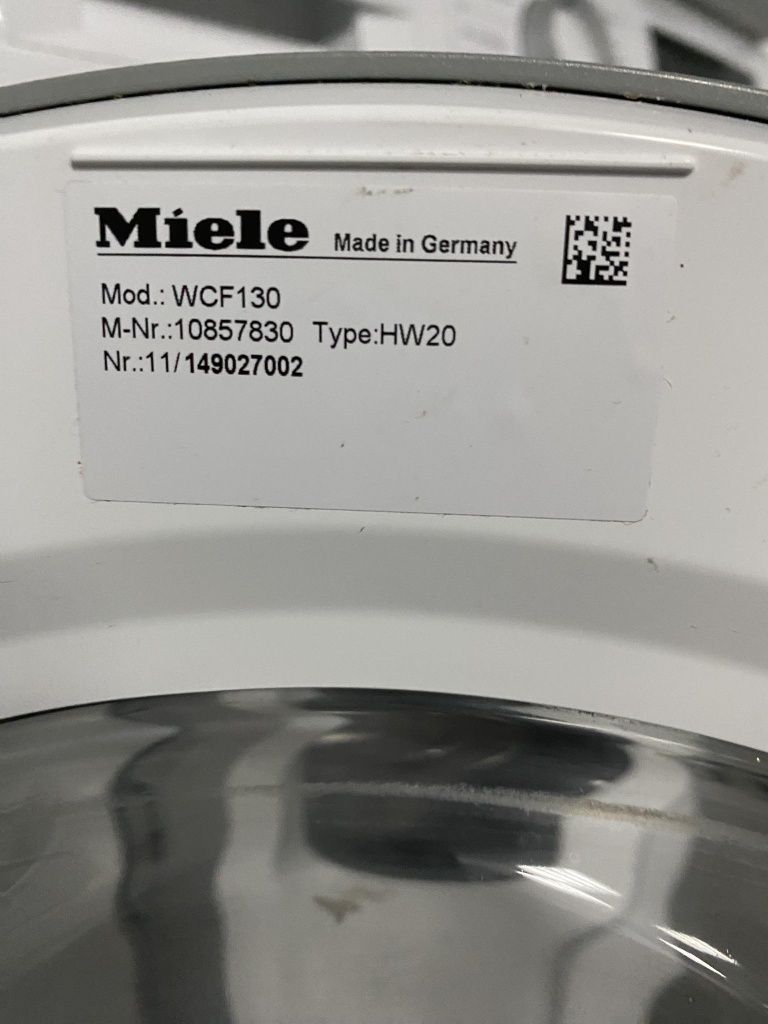 Miele Made in Germany
Mod.: WCF130
M-Nr.:10857830 Type:HW20
Nr.:11/149027002